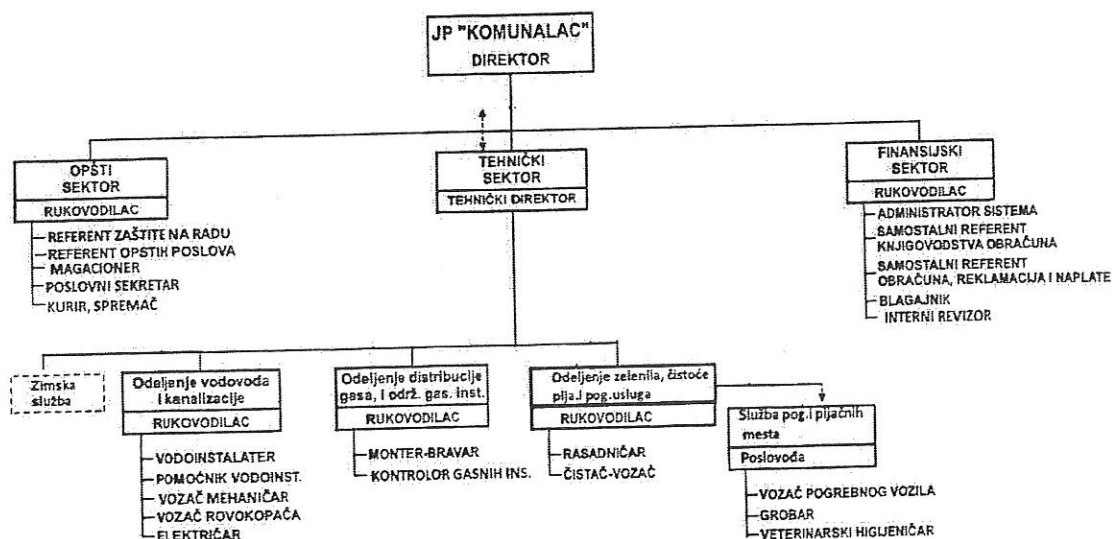 JP "KOMUNALAC"
DIREKTOR
OPŠTI
SEKTOR
RUKOVODILAC
REFERENT ZAŠTITE NA RADU
REFERENT OPŠTIH POSLOVA
MAGACIONER
POSLOVNI SEKRETAR
KURIR, SPREMAČ
TEHNIČKI
SEKTOR
TEHNIČKI DIREKTOR
FINANSIJSKI
SEKTOR
RUKOVODILAC
ADMINISTRATOR SISTEMA
SAMOSTALNI REFERENT
KNJIGOVODSTVA OBRAČUNA
SAMOSTALNI REFERENT
OBRAČUNA, REKLAMACIJA I NAPLATE
BLAGAJNIK
INTERNI REVIZOR
Zimska
služba
Odeljenje vodovoda
i kanalizacije
RUKOVODILAC
VODOINSTALATER
POMOĆNIK VODOINST.
VOZAČ MEHANIČAR
VOZAČ ROVOKOPAČA
ELEKTRIČAR
Odeljenje distribucije
gasa, i održ. gas. inst.
RUKOVODILAC
MONTER-BRAVAR
KONTROLOR GASNIH INS.
Odeljenje zelenila, čistoće
pija.i pog.usluga
RUKOVODILAC
RASADNIČAR
ČISTAČ-VOZAČ
Služba pog.i pijačnih
mesta
Poslovođa
VOZAČ POGREBNOG VOZILA
GROBAR
VETERINARSKI HIGIJENIČAR